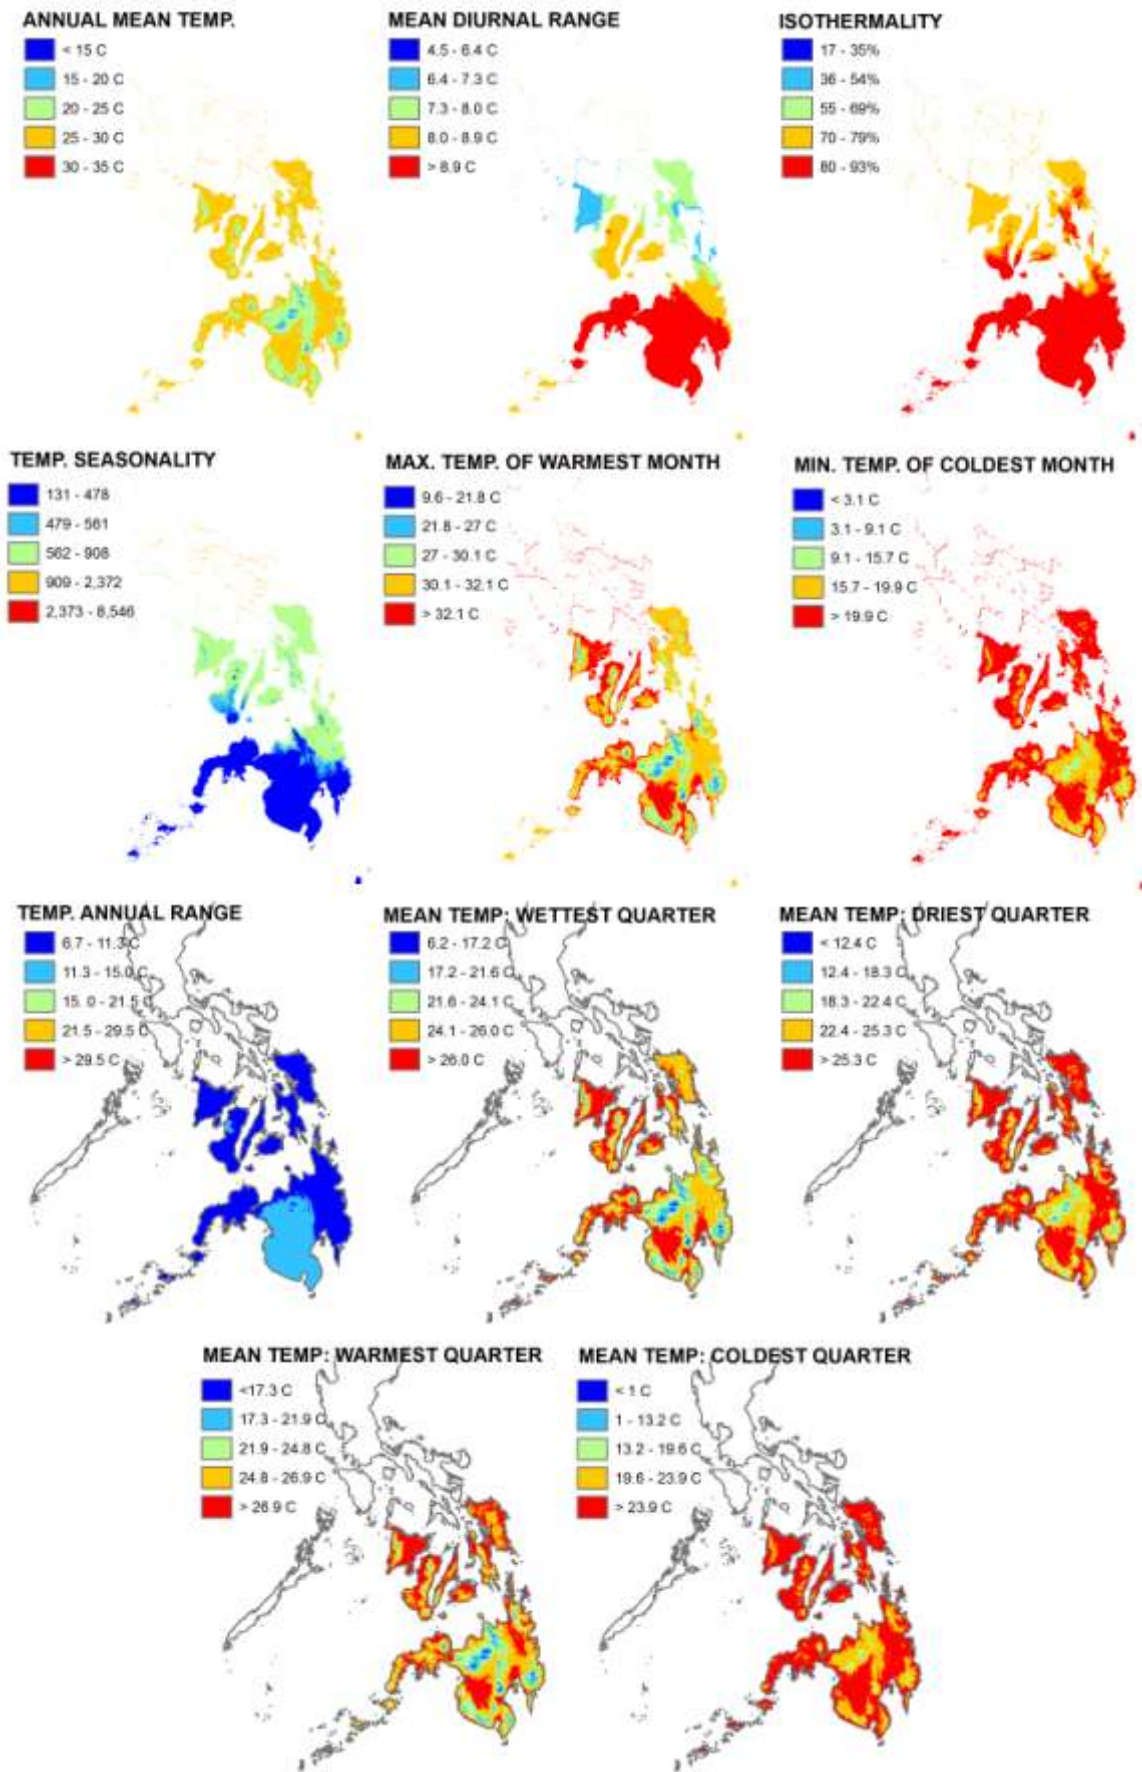 ANNUAL MEAN TEMP.
< 15 C
15 - 20 C
20 - 25 C
25 - 30 C
30 - 35 C
MEAN DIURNAL RANGE
4.5 - 6.4 C
6.4 - 7.3 C
7.3 - 8.0 C
8.0 - 8.9 C
> 8.9 C
ISOTHERMALITY
17 - 35%
36 - 54%
55 - 69%
70 - 79%
80 - 93%
TEMP. SEASONALITY
131 - 478
479 - 561
562 - 908
909 - 2,372
2,373 - 8,546
MAX. TEMP. OF WARMEST MONTH
9.6 - 21.8 C
21.8 - 27 C
27 - 30.1 C
30.1 - 32.1 C
> 32.1 C
MIN. TEMP. OF COLDEST MONTH
< 3.1 C
3.1 - 9.1 C
9.1 - 15.7 C
15.7 - 19.9 C
> 19.9 C
TEMP. ANNUAL RANGE
6.7 - 11.3 C
11.3 - 15.0 C
15. 0 - 21.5 C
21.5 - 29.5 C
> 29.5 C
MEAN TEMP: WETTEST QUARTER
6.2 - 17.2 C
17.2 - 21.6 C
21.6 - 24.1 C
24.1 - 26.0 C
> 26.0 C
MEAN TEMP: DRIEST QUARTER
< 12.4 C
12.4 - 18.3 C
18.3 - 22.4 C
22.4 - 25.3 C
> 25.3 C
MEAN TEMP: WARMEST QUARTER
<17.3 C
17.3 - 21.9 C
21.9 - 24.8 C
24.8 - 26.9 C
> 26.9 C
MEAN TEMP: COLDEST QUARTER
< 1 C
1 - 13.2 C
13.2 - 19.6 C
19.6 - 23.9 C
> 23.9 C